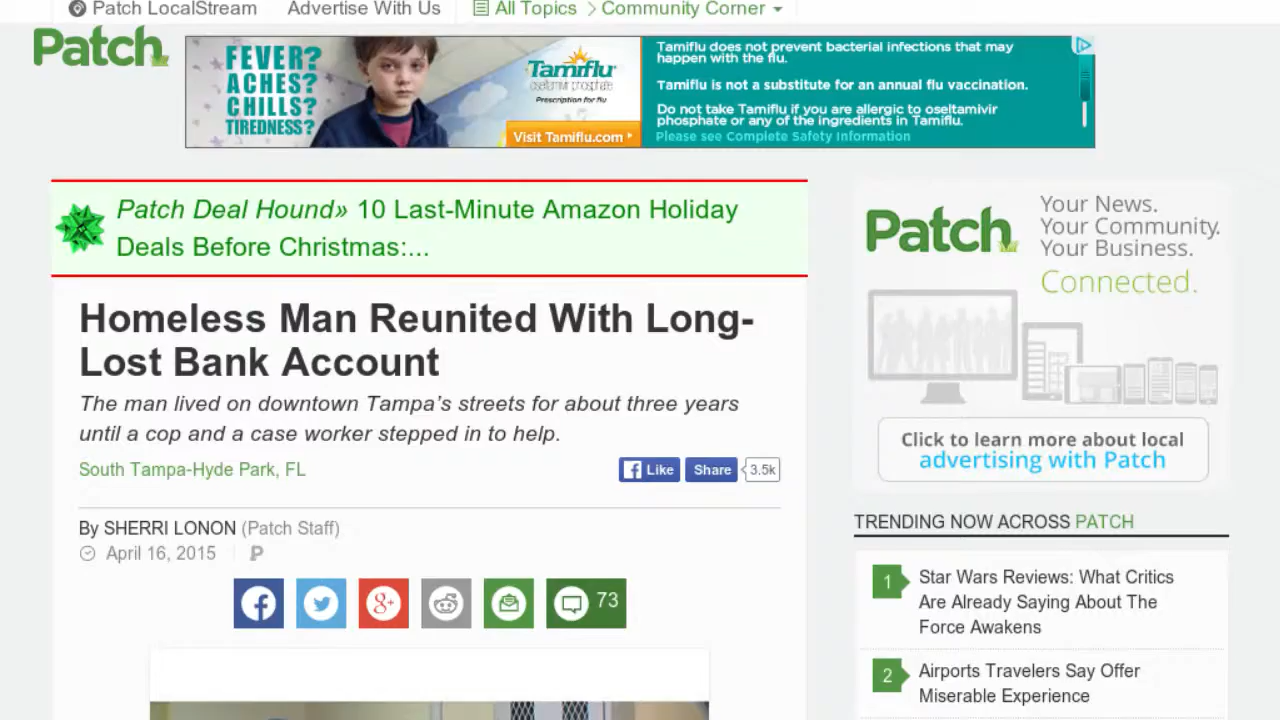 Patch LocalStream
Advertise With Us
All Topics
Community Corner
Patch
FEVER?
ACHES?
CHILLS?
TIREDNESS?
Tamiflu
oseltamivir phosphate
Prescription for flu
Visit Tamiflu.com
Tamiflu does not prevent bacterial infections that may
happen with the flu.
Tamiflu is not a substitute for an annual flu vaccination.
Do not take Tamiflu if you are allergic to oseltamivir
phosphate or any of the ingredients in Tamiflu.
Please see Complete Safety Information
Patch Deal Hound» 10 Last-Minute Amazon Holiday
Deals Before Christmas:...
Homeless Man Reunited With Long-
Lost Bank Account
The man lived on downtown Tampa's streets for about three years
until a cop and a case worker stepped in to help.
South Tampa-Hyde Park, FL
Like
Share
3.5k
By SHERRI LONON (Patch Staff)
April 16, 2015
73
Patch
Your News.
Your Community.
Your Business.
Connected.
Click to learn more about local
advertising with Patch
TRENDING NOW ACROSS PATCH
1
Star Wars Reviews: What Critics
Are Already Saying About The
Force Awakens
2
Airports Travelers Say Offer
Miserable Experience